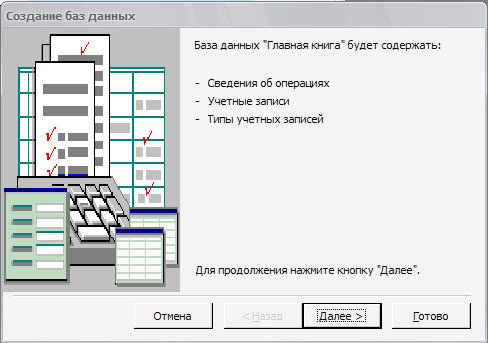 Создание баз данных
База данных "Главная книга" будет содержать:
- Сведения об операциях
- Учетные записи
- Типы учетных записей
Для продолжения нажмите кнопку "Далее".
Отмена
< Назад
Далее >
Готово